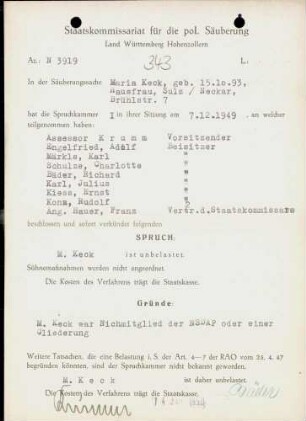 Staatskommissariat für die pol. Säuberung
Land Württemberg Hohenzollern
Az.: N 3919
343
L:
In der Säuberungssache Maria Keck, geb. 15.10.93,
Hausfrau, Sulz / Neckar,
Brühlstr. 7
hat die Spruchkammer I in ihrer Sitzung am 7.12.1949 an welcher
teilgenommen haben:
Assessor Krumm Vorsitzender
Engelfried, Adolf Beisitzer
Märkle, Karl "
Schulze, Charlotte "
Bader, Richard "
Karl, Julius "
Kless, Ernst "
Konn, Rudolf
Ang. Bauer, Franz Vertr.d.Staatskommissars
beschlossen und sofort verkündet folgenden
SPRUCH:
M. Keck ist unbelastet.
Sühnemaßnahmen werden nicht angeordnet.
Die Kosten des Verfahrens trägt die Staatskasse.
Gründe:
M. Keck war Nichmitglied der NSDAP oder einer
Gliederung
Weitere Tatsachen, die eine Belastung i. S. der Art. 4—7 der RAO vom 24. 4. 47
begründen können, sind der Spruchkammer nicht bekannt geworden.
M. Keck ist daher unbelastet.
Die Kosten des Verfahrens trägt die Staatskasse.